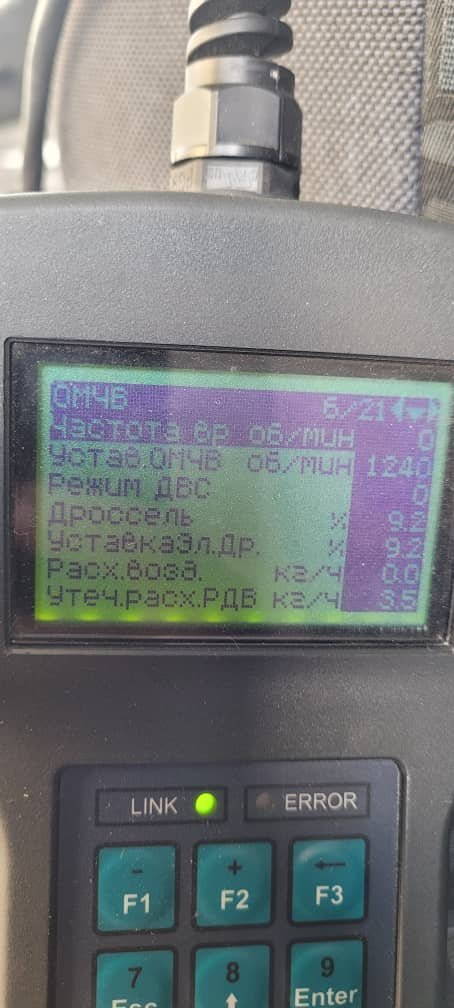 ОМЧВ 6/21
Частота вр об/мин 0
Устав.ОМЧВ об/мин 1240
Режим ДВС 0
Дроссель % 9.2
УставкаЭл.Др. % 9.2
Расх.возд. кг/ч 0.0
Утеч.расх.РДВ кг/ч 3.5
LINK ERROR
- + ←
F1 F2 F3
7 8 9
Esc ↑ Enter